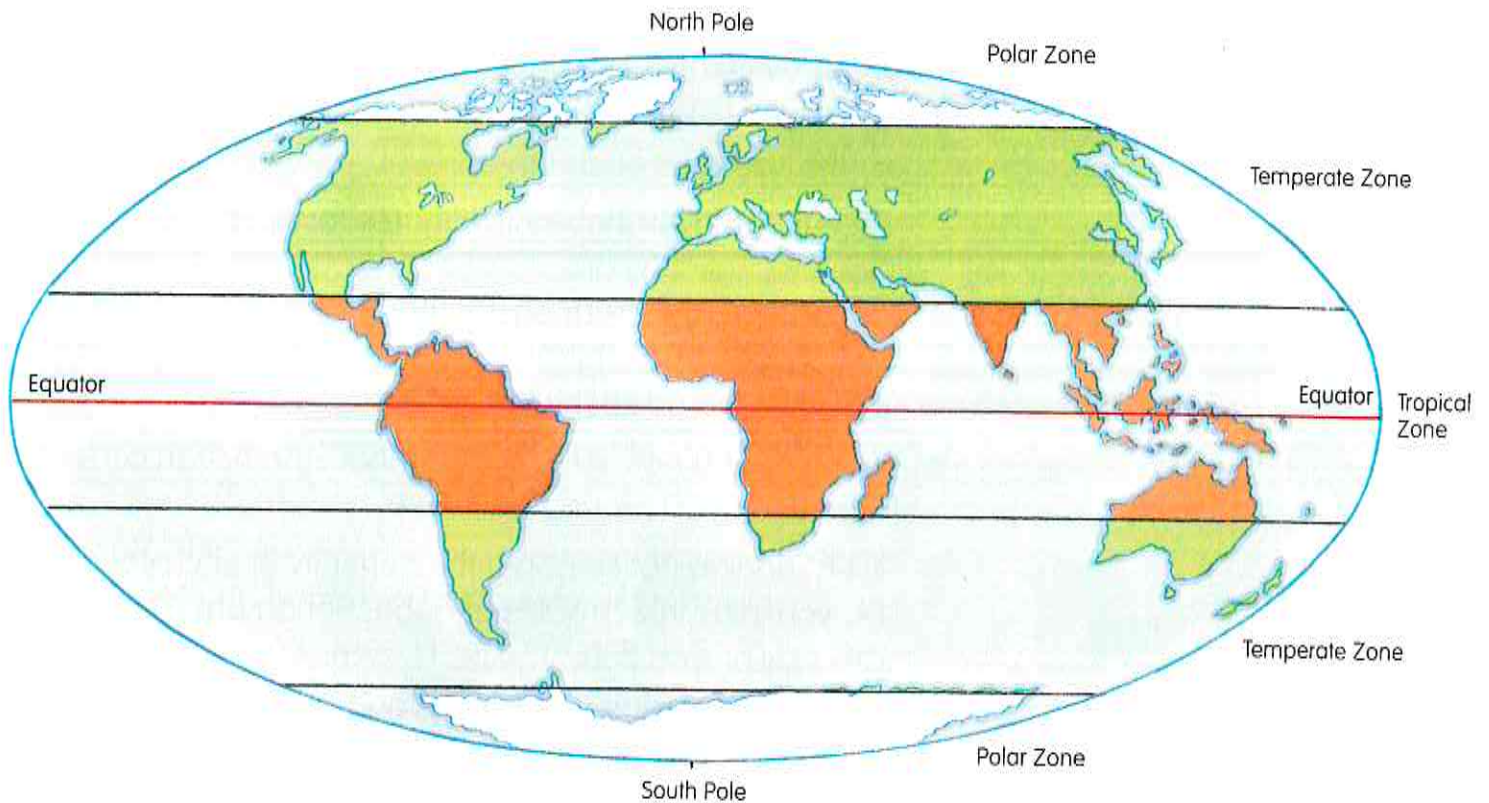 North Pole
Polar Zone
Temperate Zone
Equator
Equator
Tropical
Zone
Temperate Zone
Polar Zone
South Pole